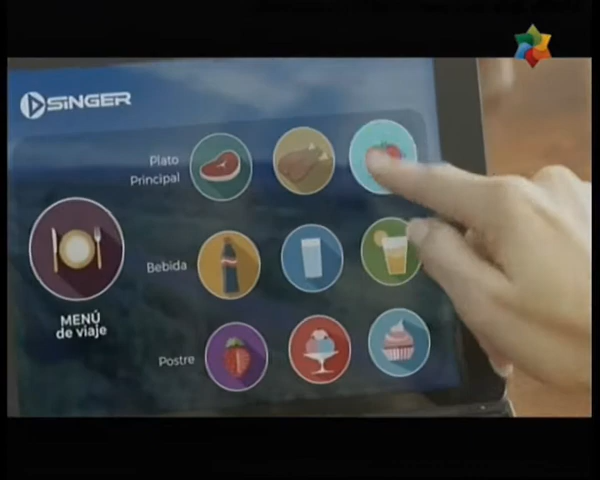 SiNGER
Plato
Principal
Bebida
MENÚ
de viaje
Postre